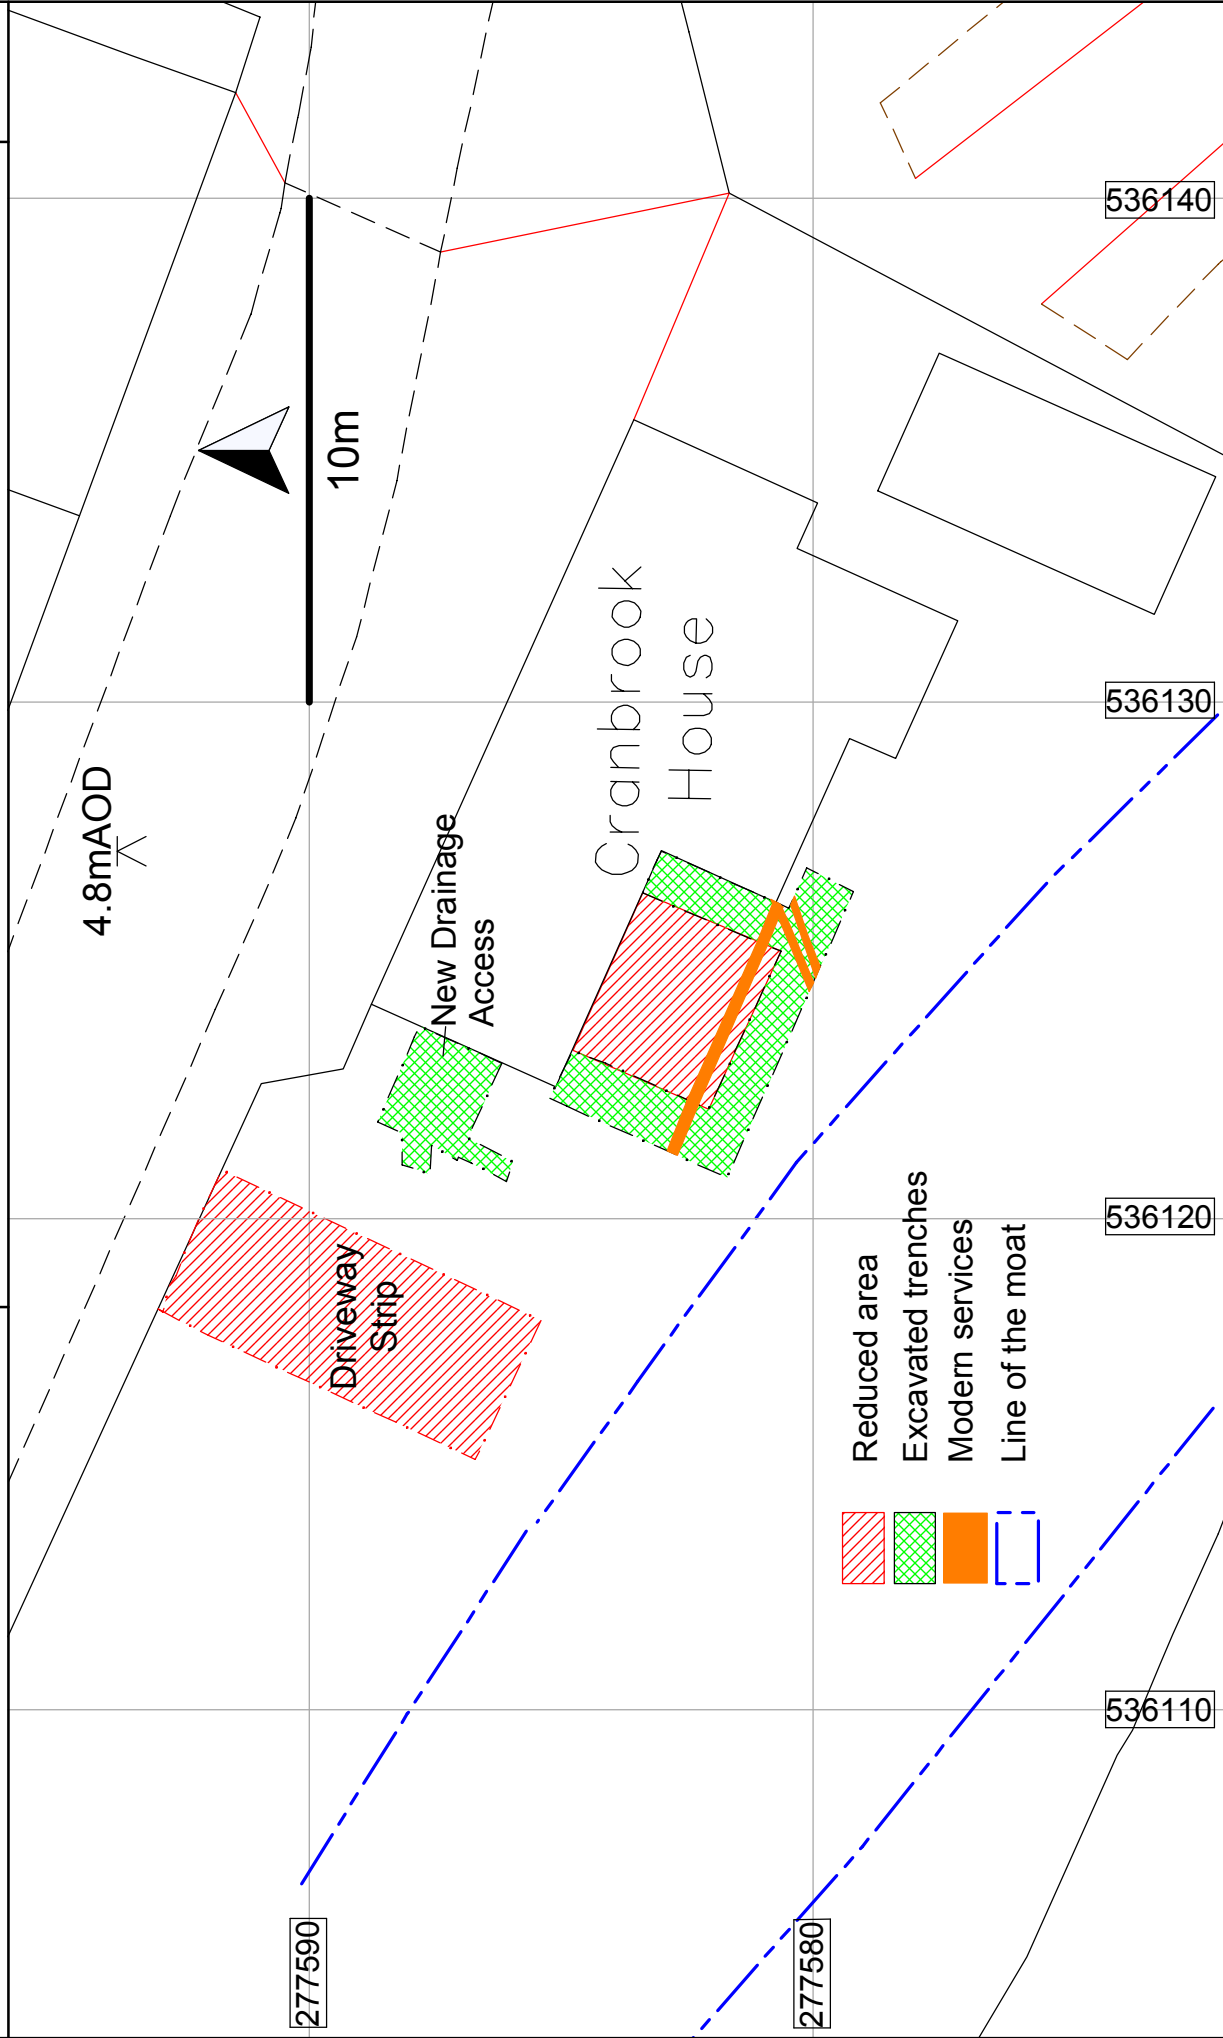 4.8mAOD
10m
Cranbrook
House
New Drainage
Access
Driveway
Strip
Reduced area
Excavated trenches
Modern services
Line of the moat
536140
536130
536120
536110
277590
277580